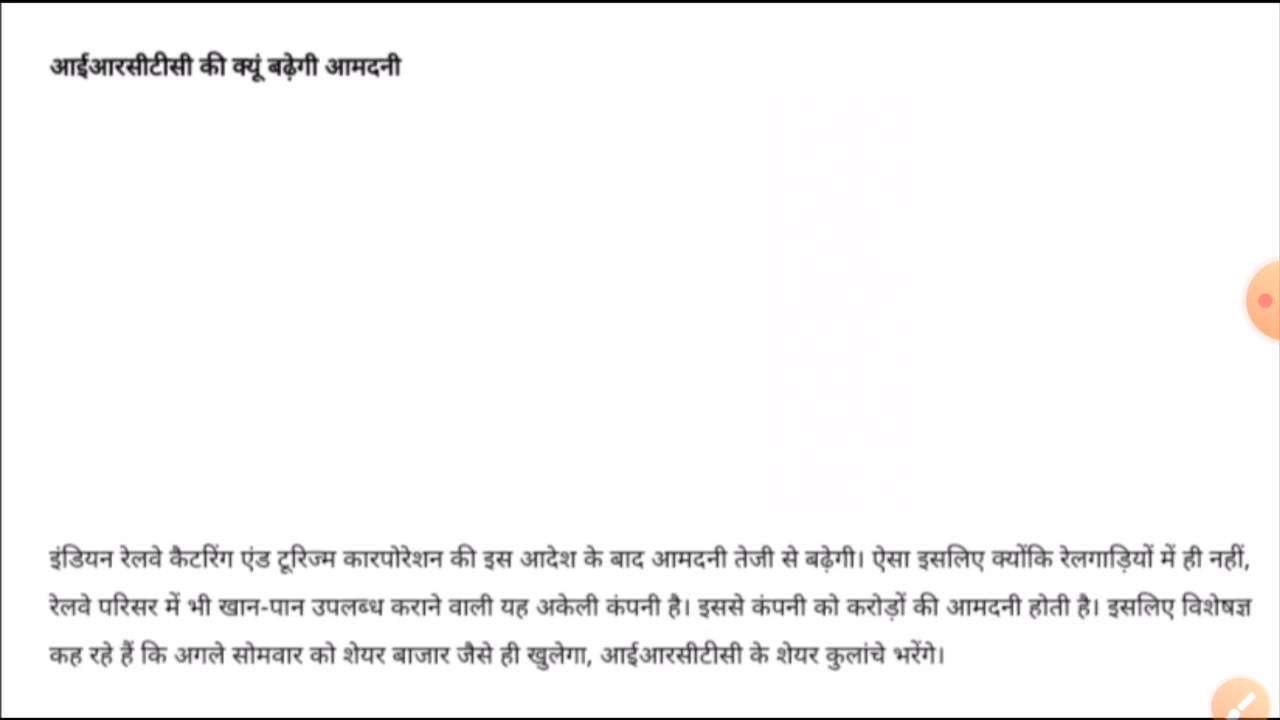 आईआरसीटीसी की क्यूं बढ़ेगी आमदनी
इंडियन रेलवे कैटरिंग एंड टूरिज्म कारपोरेशन की इस आदेश के बाद आमदनी तेजी से बढ़ेगी। ऐसा इसलिए क्योंकि रेलगाड़ियों में ही नहीं,
रेलवे परिसर में भी खान-पान उपलब्ध कराने वाली यह अकेली कंपनी है। इससे कंपनी को करोड़ों की आमदनी होती है। इसलिए विशेषज्ञ
कह रहे हैं कि अगले सोमवार को शेयर बाजार जैसे ही खुलेगा, आईआरसीटीसी के शेयर कुलांचे भरेंगे।